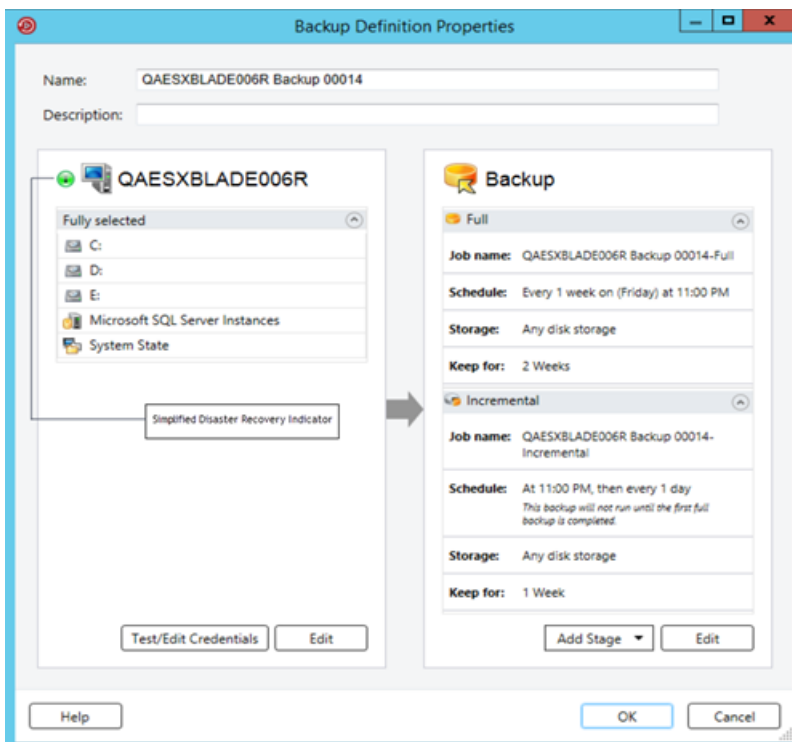 Backup Definition Properties
Name: QAESXBLADE006R Backup 00014
Description:
QAESXBLADE006R
Fully selected
C:
D:
E:
Microsoft SQL Server Instances
System State
Simplified Disaster Recovery Indicator
Test/Edit Credentials
Edit
Backup
Full
Job name: QAESXBLADE006R Backup 00014-Full
Schedule: Every 1 week on (Friday) at 11:00 PM
Storage: Any disk storage
Keep for: 2 Weeks
Incremental
Job name: QAESXBLADE006R Backup 00014-
Incremental
Schedule: At 11:00 PM, then every 1 day
This backup will not run until the first full
backup is completed.
Storage: Any disk storage
Keep for: 1 Week
Add Stage
Edit
Help
OK
Cancel